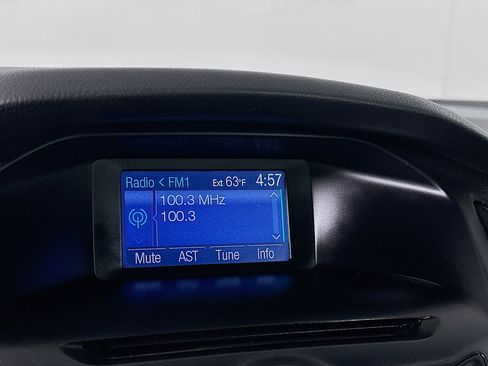 Radio < FM1 Ext 63°F 4:57
100.3 MHz
100.3
Mute AST Tune Info